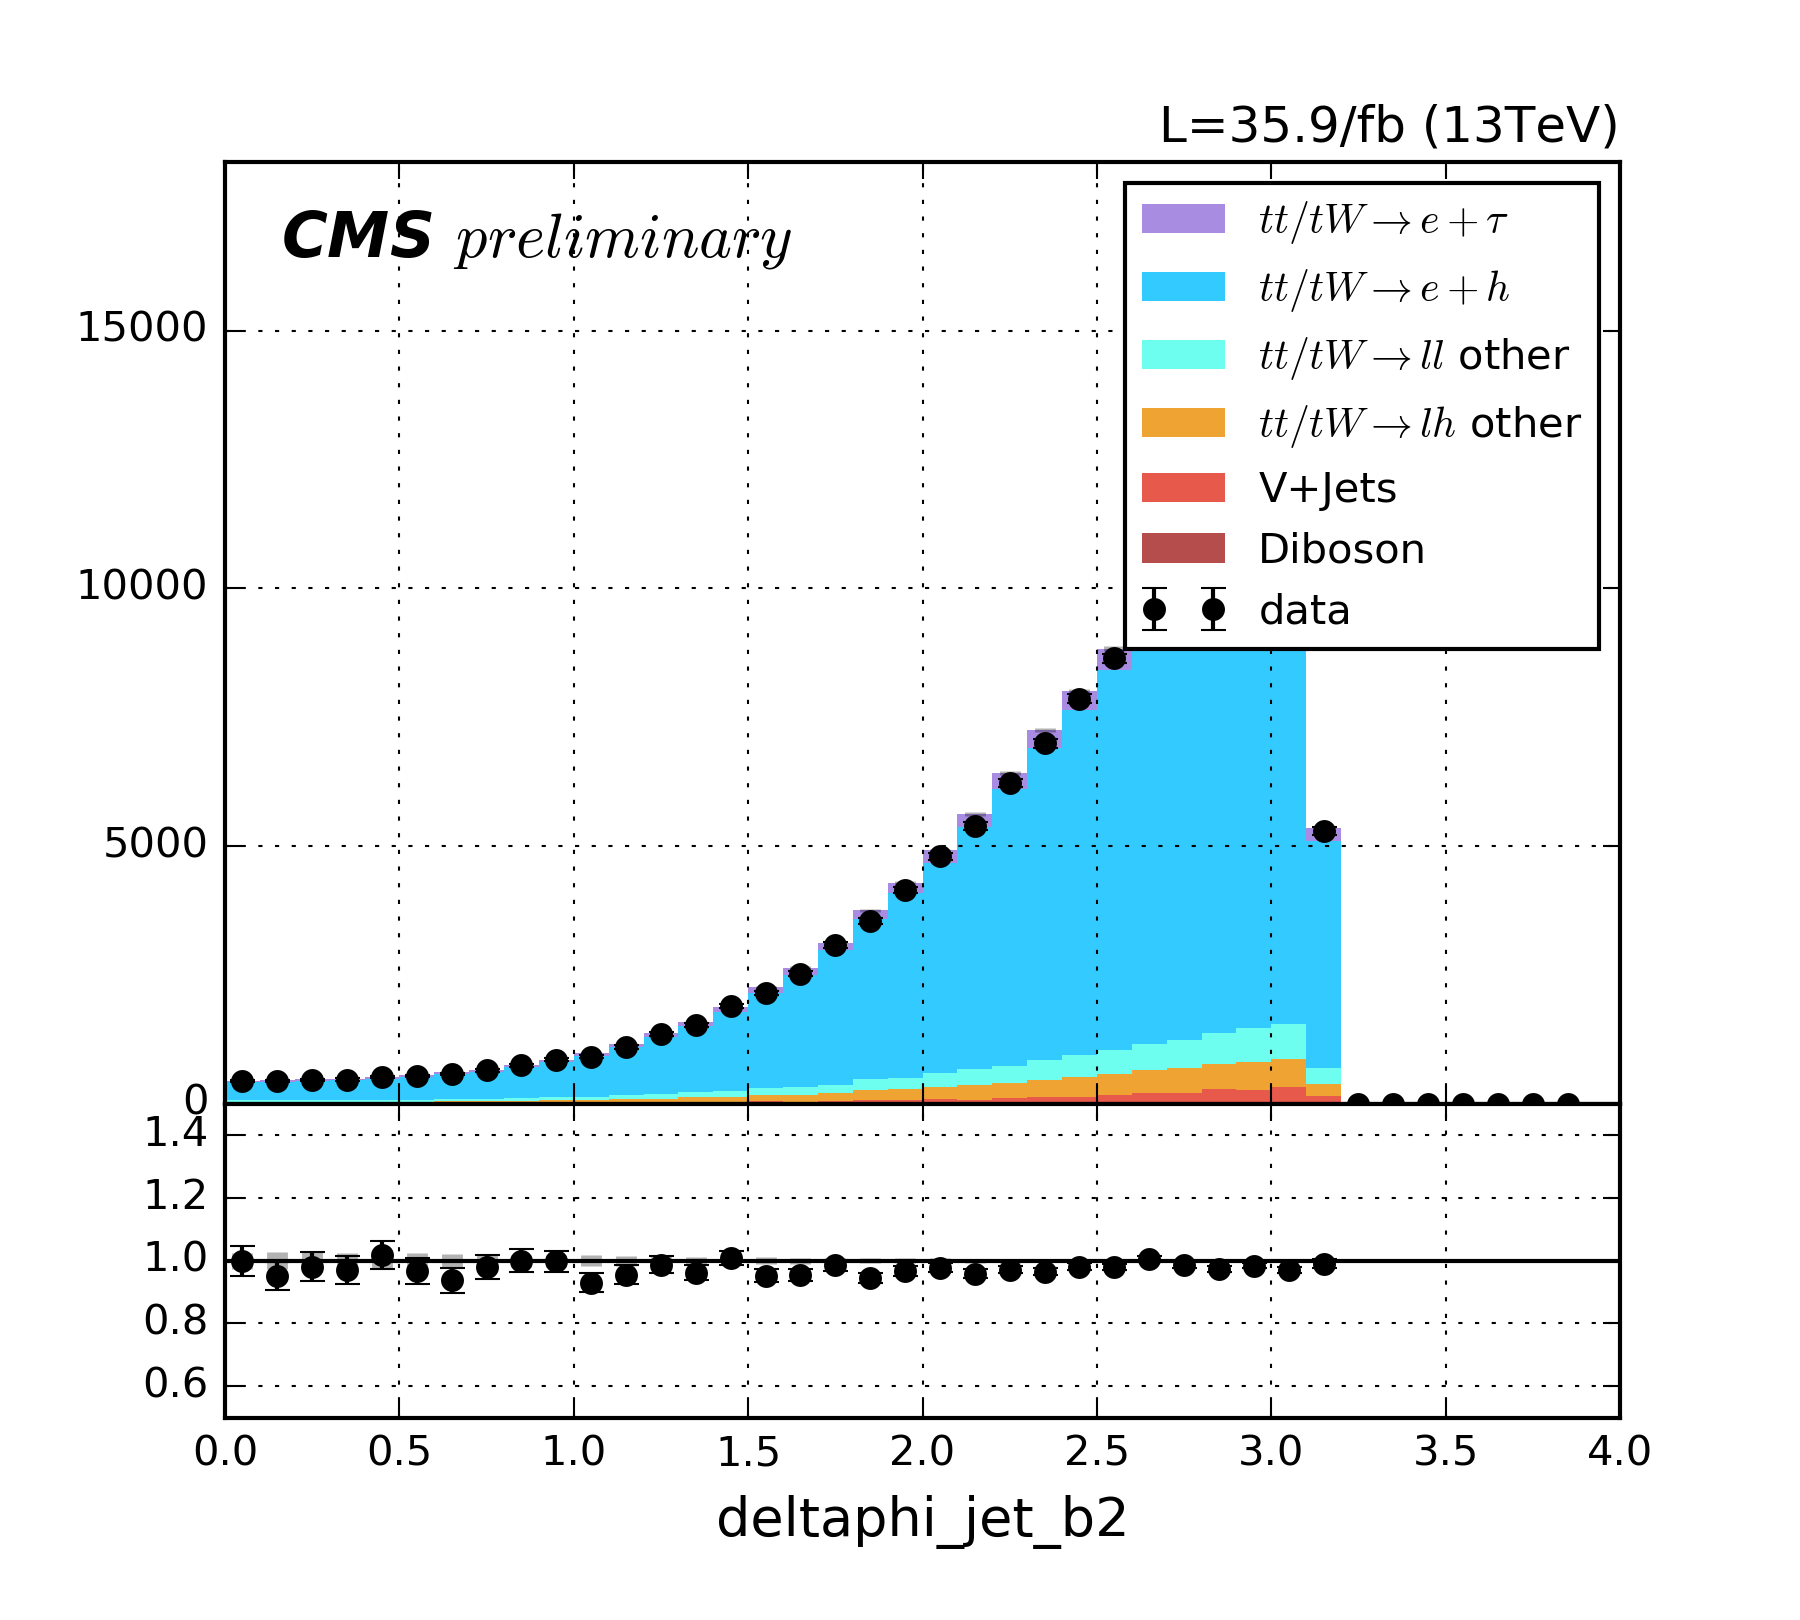 L=35.9/fb (13TeV)
CMS preliminary
tt/tW→e+τ
tt/tW→e+h
tt/tW→ll other
tt/tW→lh other
V+Jets
Diboson
data
15000
10000
5000
0
1.4
1.2
1.0
0.8
0.6
0.0 0.5 1.0 1.5 2.0 2.5 3.0 3.5 4.0
deltaphi_jet_b2